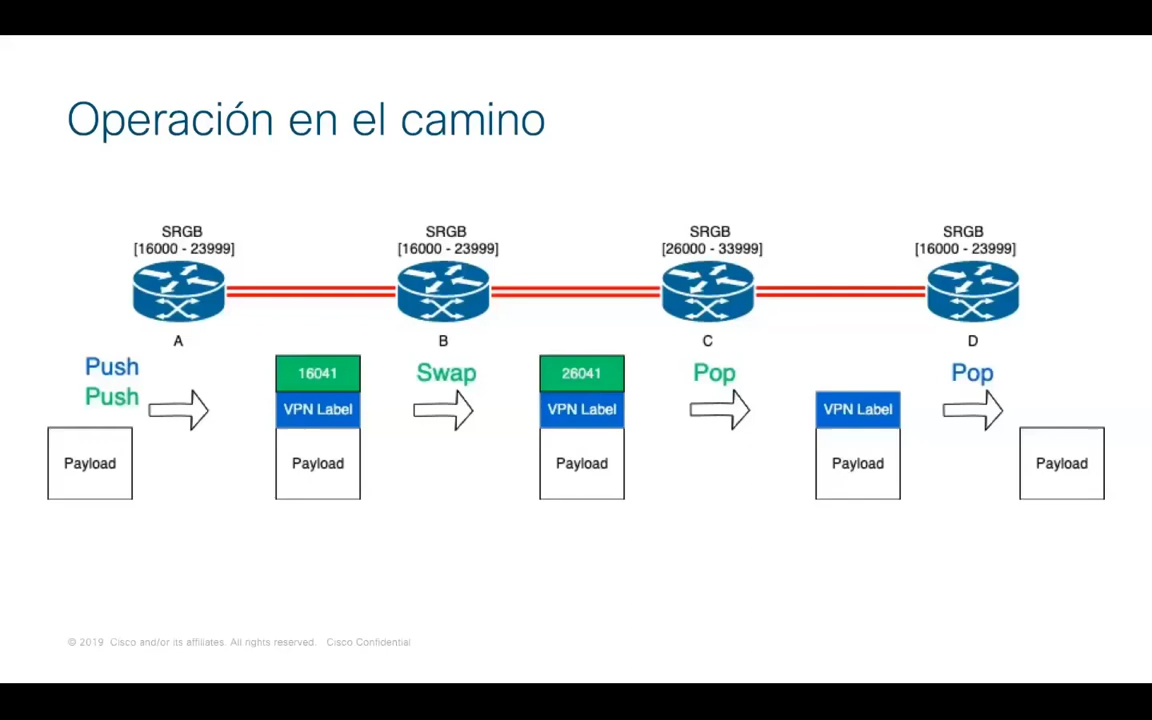 Operación en el camino
SRGB
[16000 - 23999]
SRGB
[16000 - 23999]
SRGB
[26000 - 33999]
SRGB
[16000 - 23999]
A
B
C
D
Push
Push
Swap
Pop
Pop
Payload
16041
VPN Label
Payload
26041
VPN Label
Payload
VPN Label
Payload
Payload
© 2019 Cisco and/or its affiliates. All rights reserved. Cisco Confidential